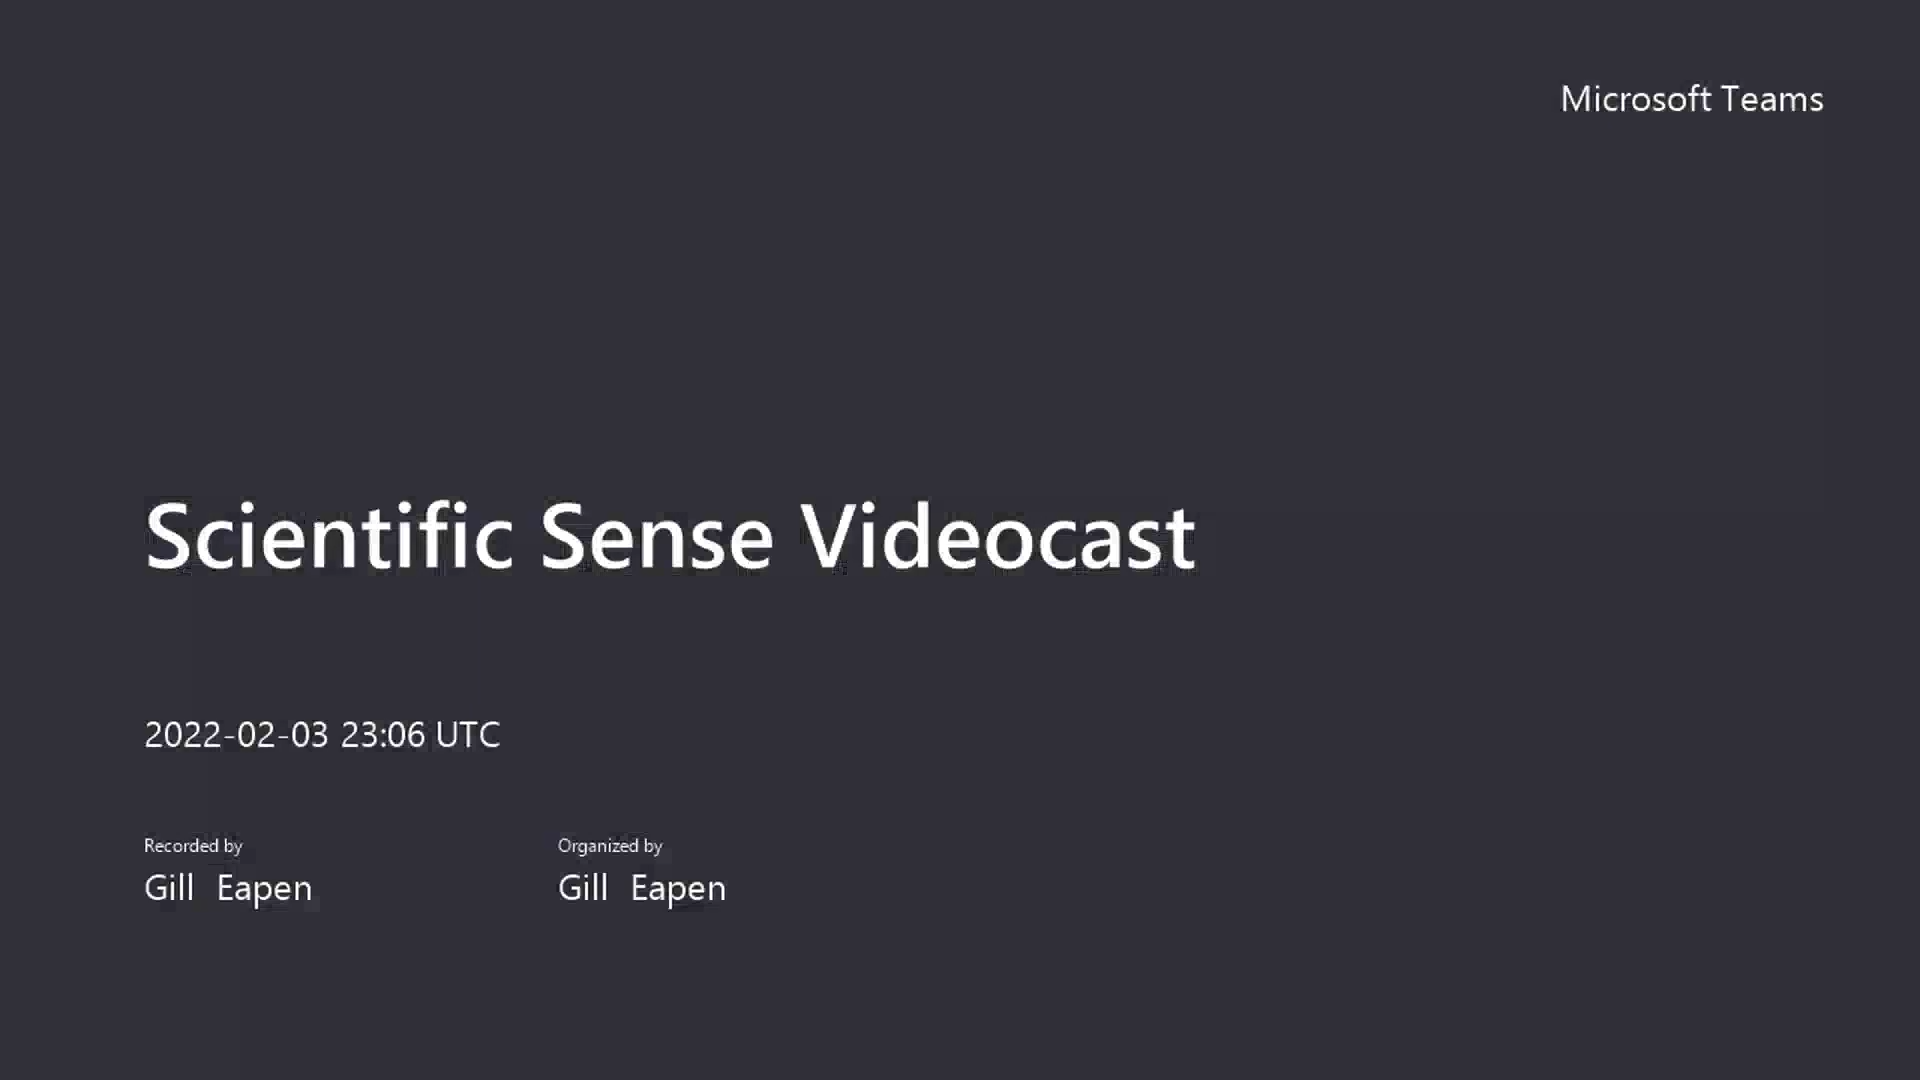 Microsoft Teams
Scientific Sense Videocast
2022-02-03 23:06 UTC
Recorded by
Gill Eapen
Organized by
Gill Eapen